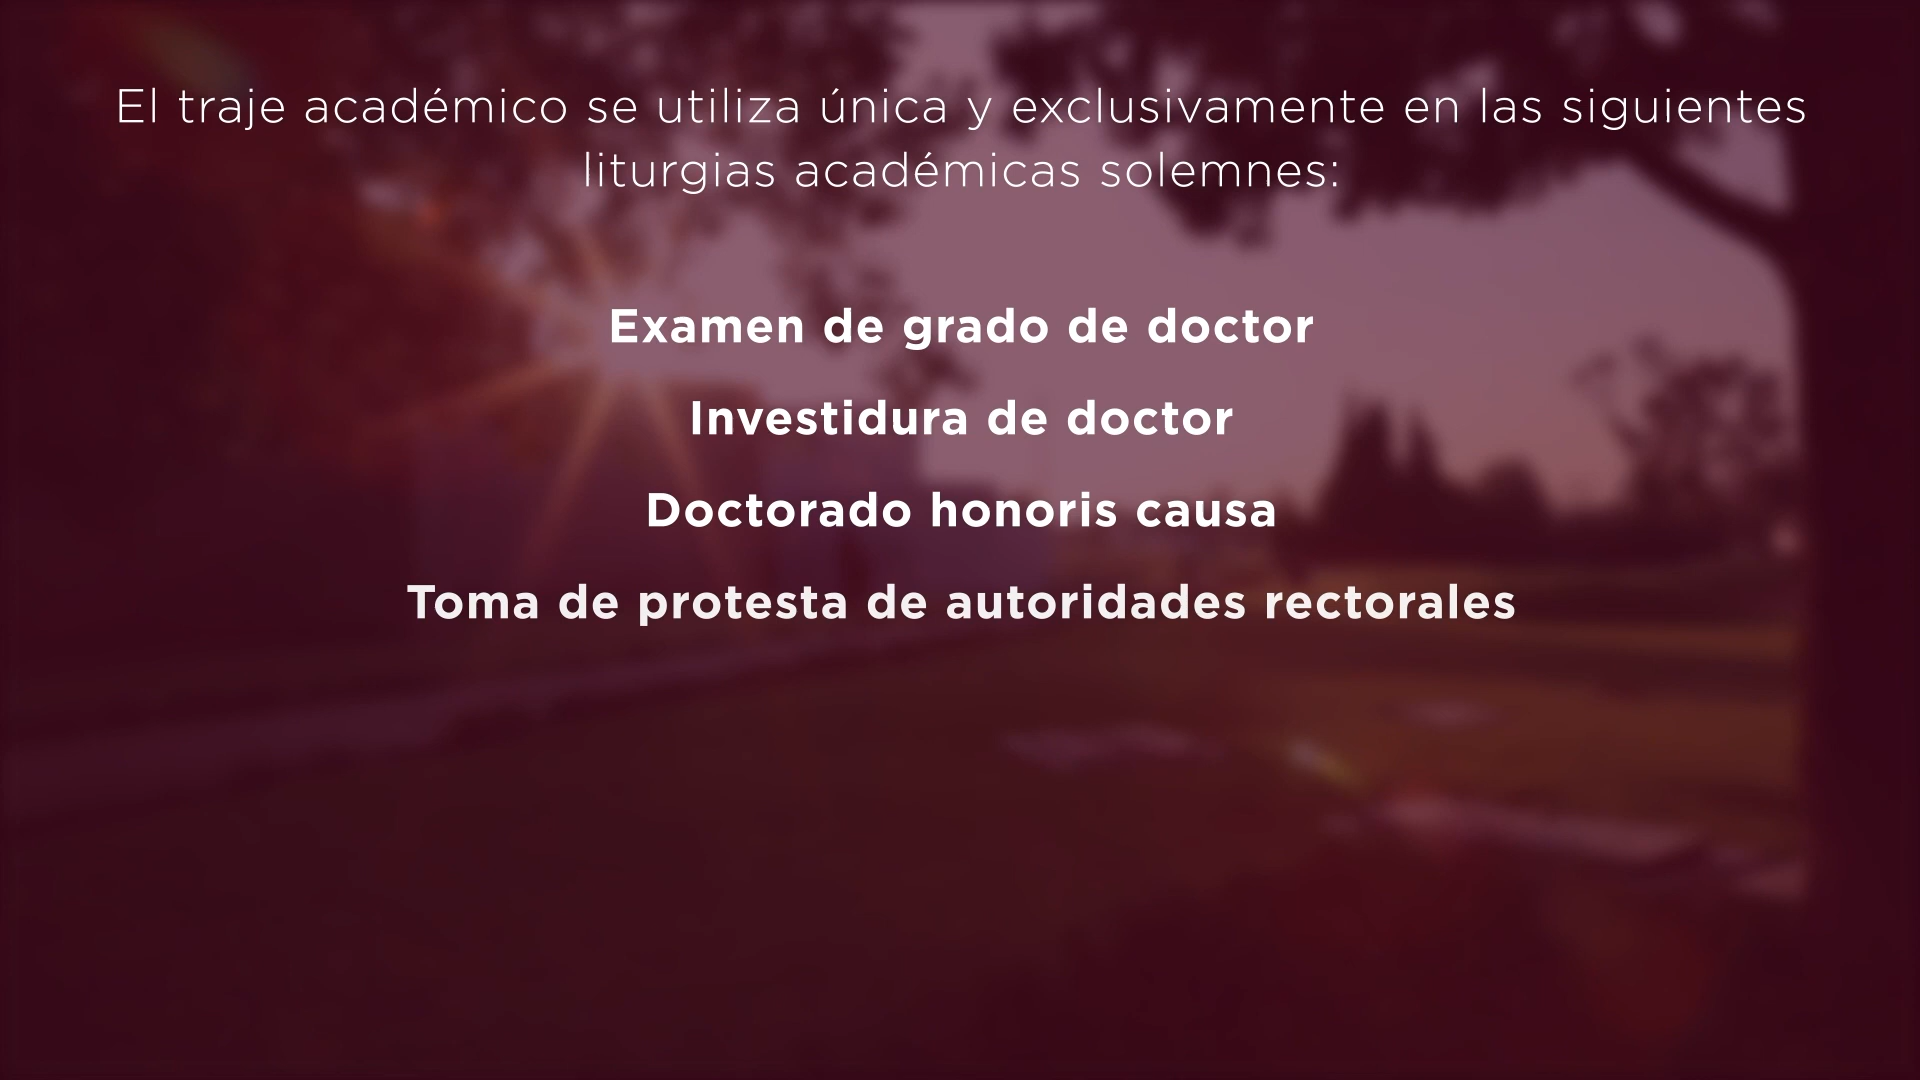 El traje académico se utiliza única y exclusivamente en las siguientes
liturgias académicas solemnes:
Examen de grado de doctor
Investidura de doctor
Doctorado honoris causa
Toma de protesta de autoridades rectorales